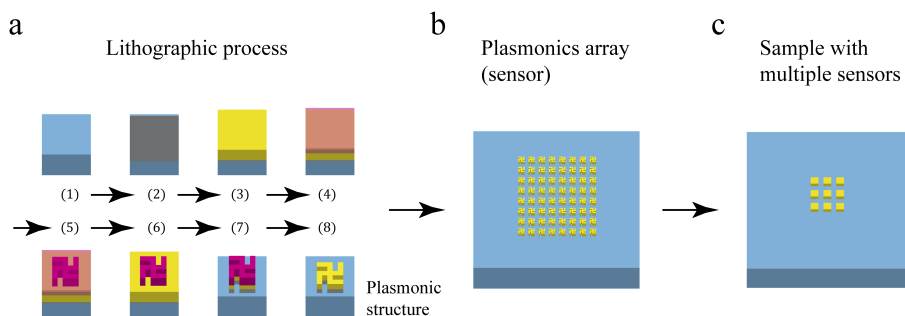 a
Lithographic process
(1)
(2)
(3)
(4)
(5)
(6)
(7)
(8)
Plasmonic
structure
b
Plasmonics array
(sensor)
c
Sample with
multiple sensors